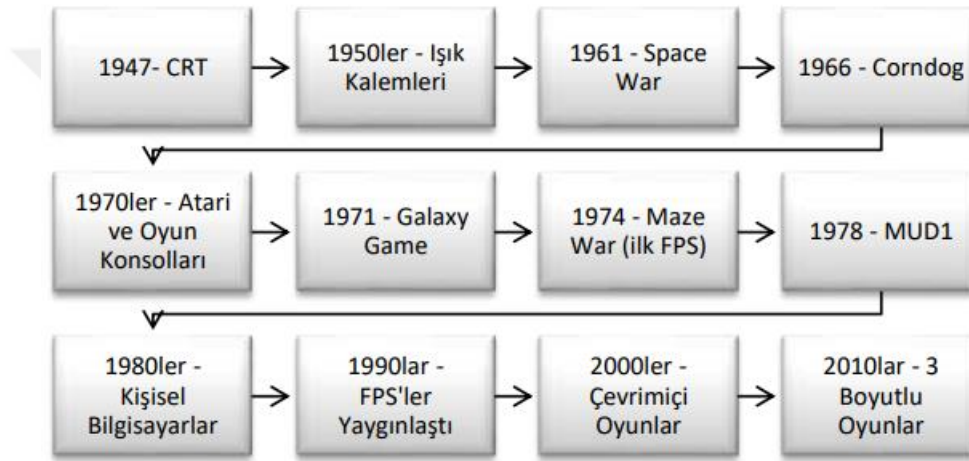 1947- CRT
1950ler - Işık
Kalemleri
1961 - Space
War
1966 - Corndog
1970ler - Atari
ve Oyun
Konsolları
1971 - Galaxy
Game
1974 - Maze
War (ilk FPS)
1978 - MUD1
1980ler -
Kişisel
Bilgisayarlar
1990lar -
FPS'ler
Yaygınlaştı
2000ler -
Çevrimiçi
Oyunlar
2010lar - 3
Boyutlu
Oyunlar